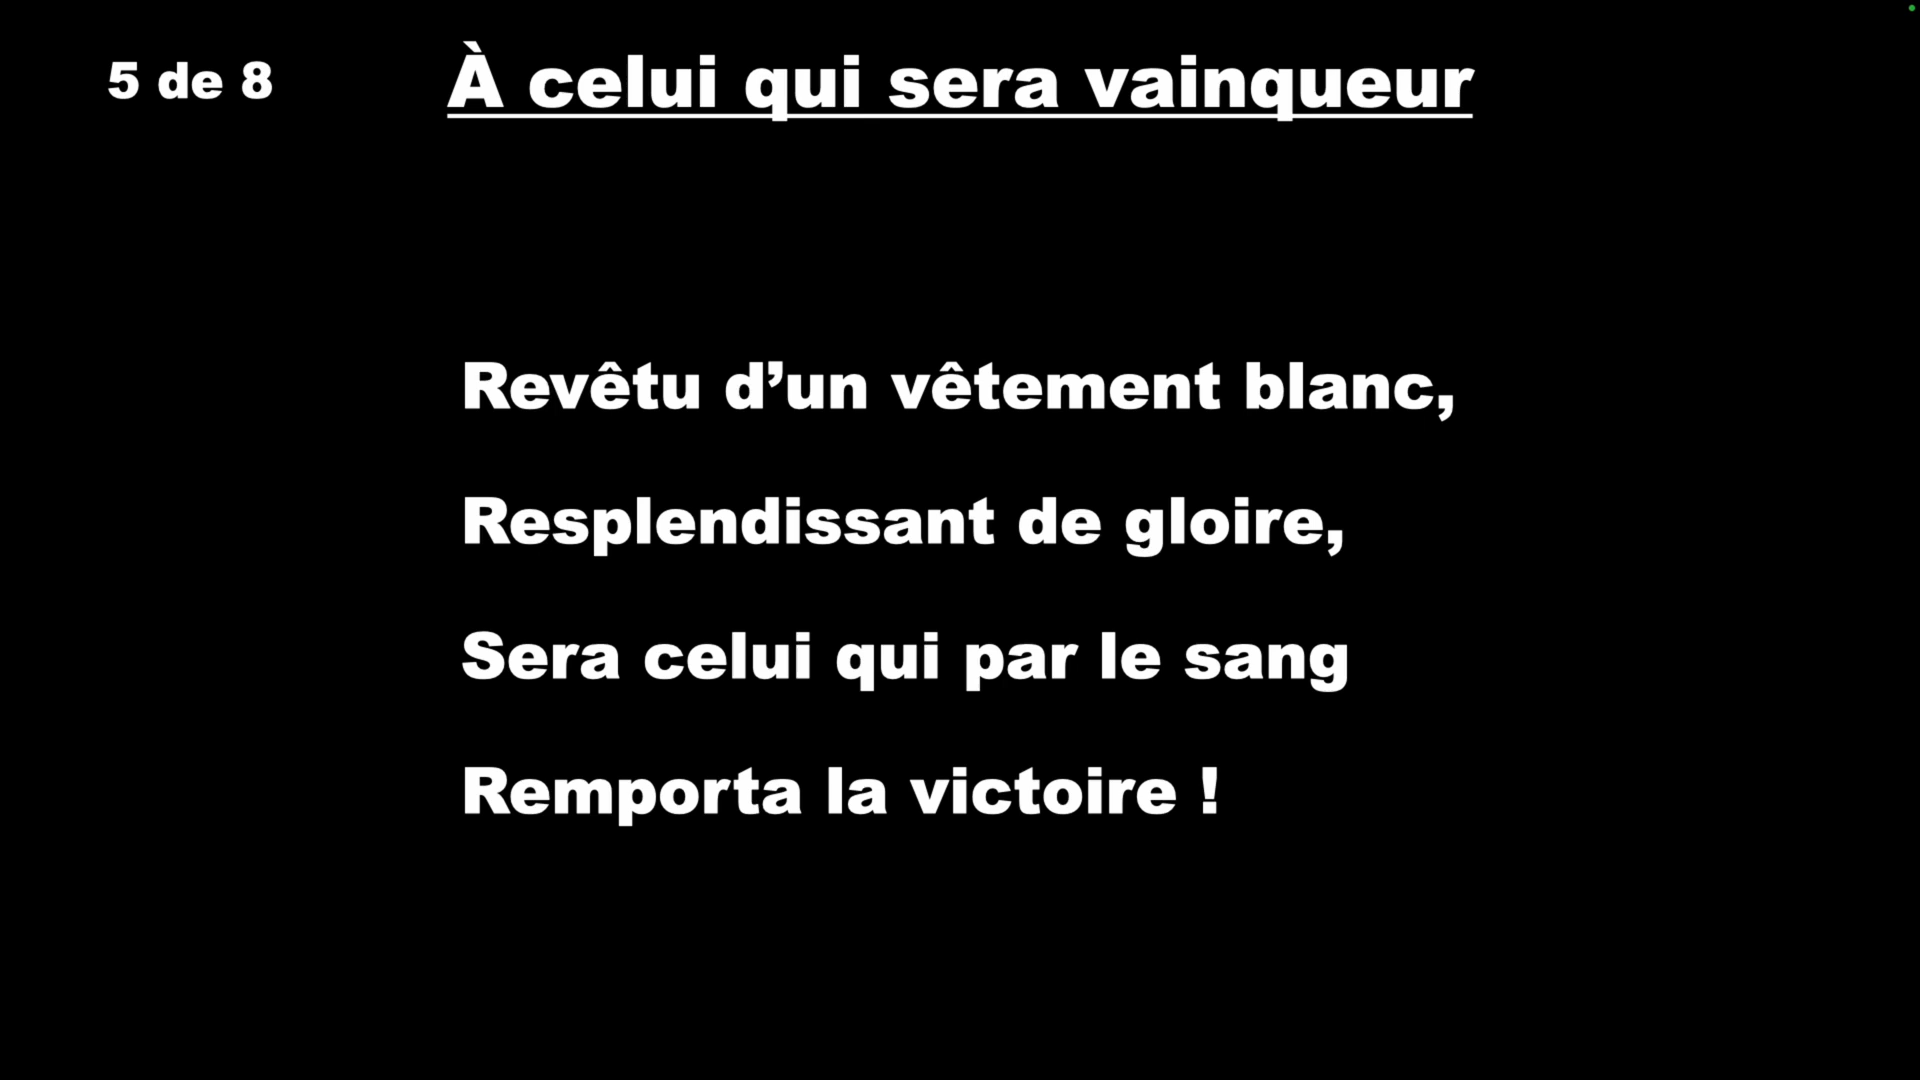 5 de 8
À celui qui sera vainqueur
Revêtu d’un vêtement blanc,
Resplendissant de gloire,
Sera celui qui par le sang
Remporta la victoire !